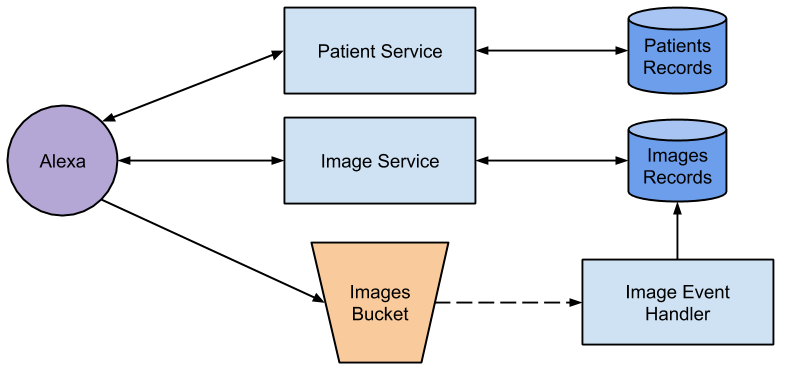 Patient Service
Patients
Records
Alexa
Image Service
Images
Records
Images
Bucket
Image Event
Handler